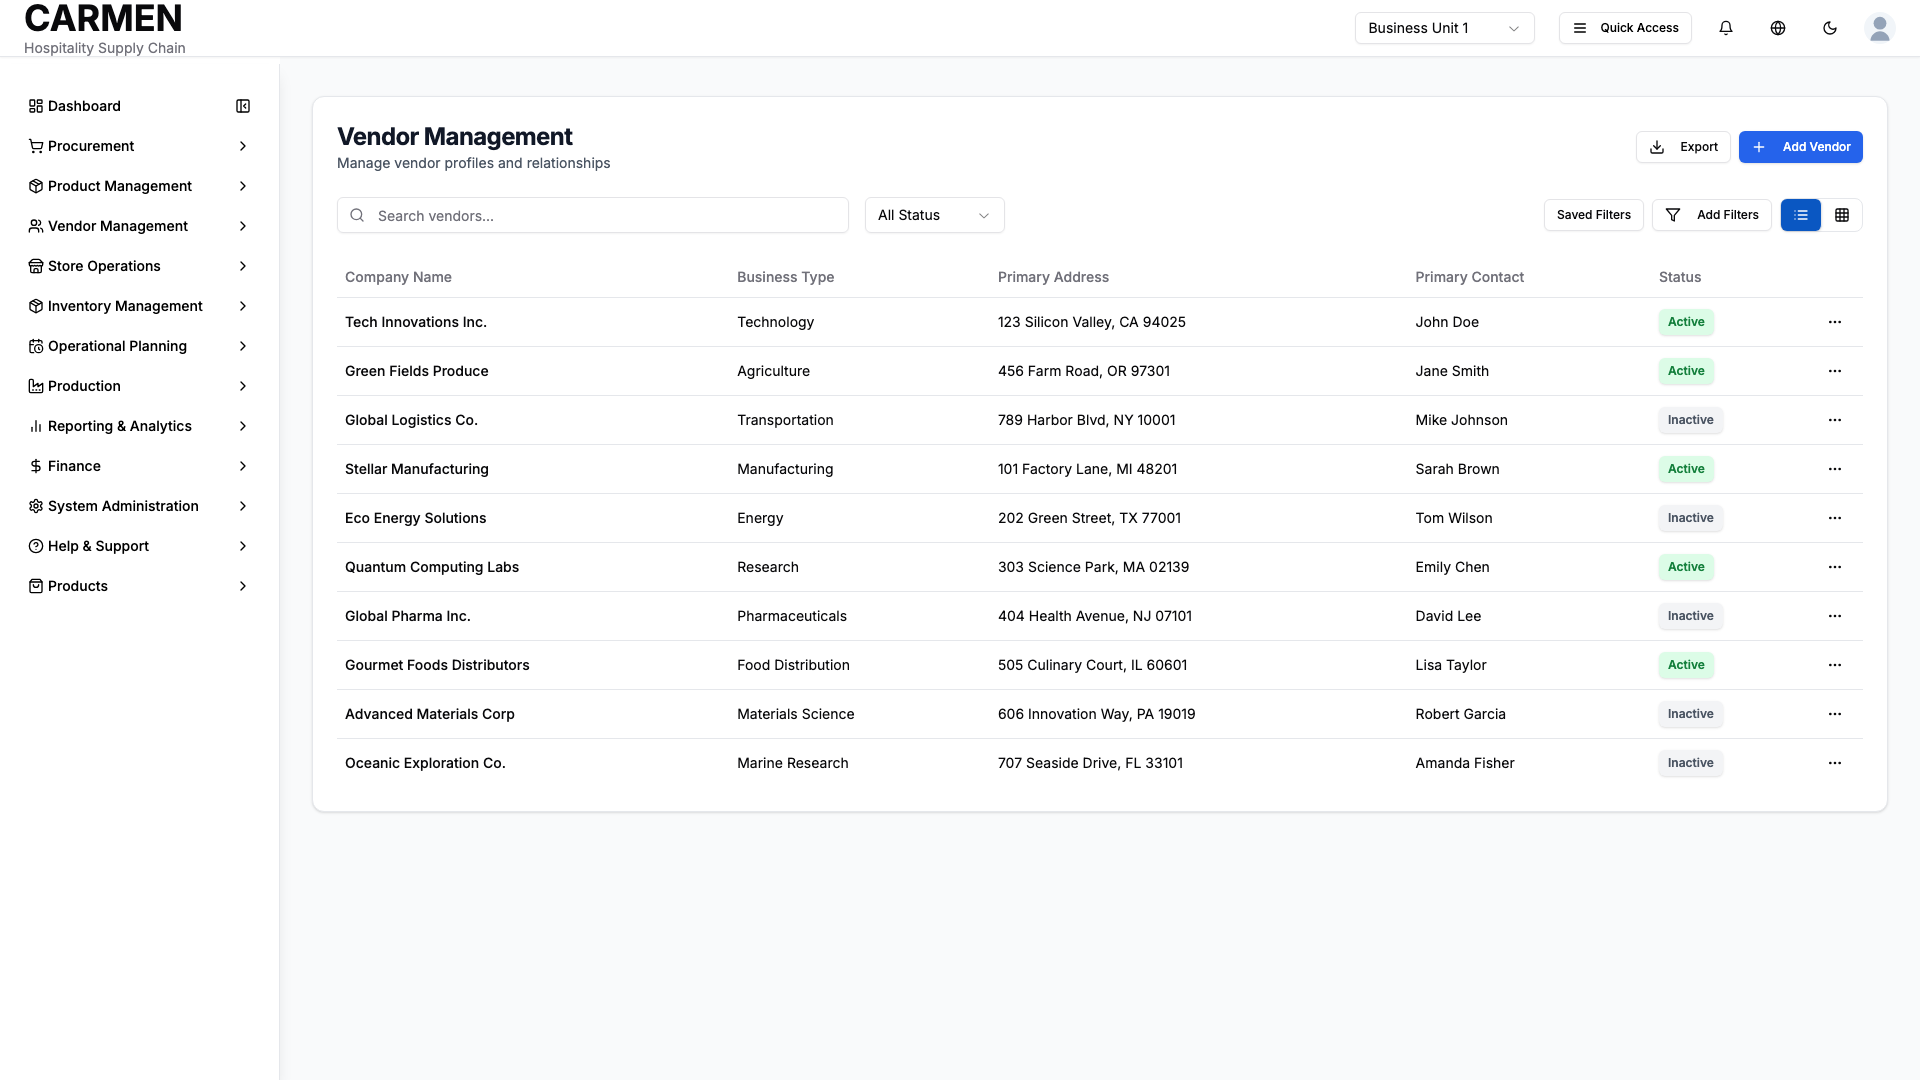 CARMEN
Hospitality Supply Chain
Business Unit 1
Quick Access
Dashboard
Procurement
Product Management
Vendor Management
Store Operations
Inventory Management
Operational Planning
Production
Reporting & Analytics
Finance
System Administration
Help & Support
Products
Vendor Management
Manage vendor profiles and relationships
Export
Add Vendor
Search vendors...
All Status
Saved Filters
Add Filters
Company Name Business Type Primary Address Primary Contact Status
Tech Innovations Inc. Technology 123 Silicon Valley, CA 94025 John Doe Active
Green Fields Produce Agriculture 456 Farm Road, OR 97301 Jane Smith Active
Global Logistics Co. Transportation 789 Harbor Blvd, NY 10001 Mike Johnson Inactive
Stellar Manufacturing Manufacturing 101 Factory Lane, MI 48201 Sarah Brown Active
Eco Energy Solutions Energy 202 Green Street, TX 77001 Tom Wilson Inactive
Quantum Computing Labs Research 303 Science Park, MA 02139 Emily Chen Active
Global Pharma Inc. Pharmaceuticals 404 Health Avenue, NJ 07101 David Lee Inactive
Gourmet Foods Distributors Food Distribution 505 Culinary Court, IL 60601 Lisa Taylor Active
Advanced Materials Corp Materials Science 606 Innovation Way, PA 19019 Robert Garcia Inactive
Oceanic Exploration Co. Marine Research 707 Seaside Drive, FL 33101 Amanda Fisher Inactive